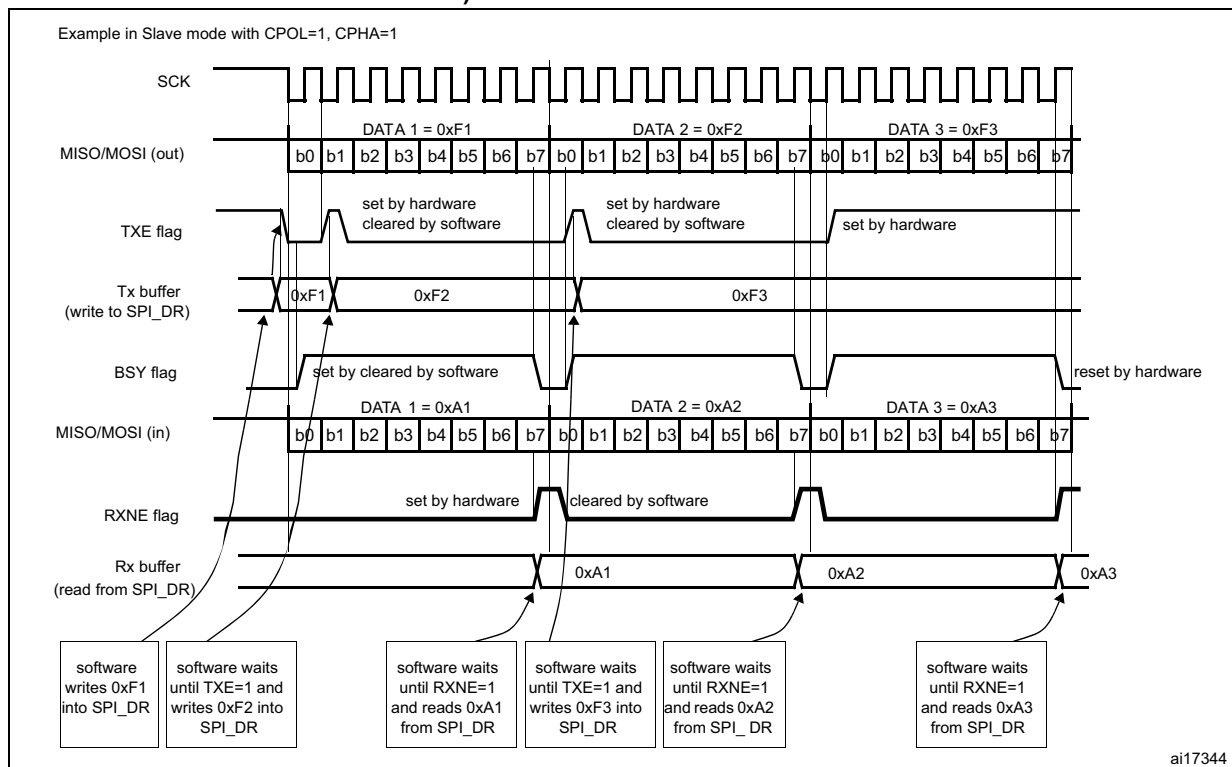 Example in Slave mode with CPOL=1, CPHA=1
SCK
DATA 1 = 0xF1
DATA 2 = 0xF2
DATA 3 = 0xF3
MISO/MOSI (out)
b0 b1 b2 b3 b4 b5 b6 b7 b0 b1 b2 b3 b4 b5 b6 b7 b0 b1 b2 b3 b4 b5 b6 b7
TXE flag
set by hardware
cleared by software
set by hardware
cleared by software
set by hardware
Tx buffer
(write to SPI_DR)
0xF1
0xF2
0xF3
BSY flag
set by cleared by software
reset by hardware
DATA 1 = 0xA1
DATA 2 = 0xA2
DATA 3 = 0xA3
MISO/MOSI (in)
b0 b1 b2 b3 b4 b5 b6 b7 b0 b1 b2 b3 b4 b5 b6 b7 b0 b1 b2 b3 b4 b5 b6 b7
RXNE flag
set by hardware
cleared by software
Rx buffer
(read from SPI_DR)
0xA1
0xA2
0xA3
software
writes 0xF1
into SPI_DR
software waits
until TXE=1 and
writes 0xF2 into
SPI_DR
software waits
until RXNE=1
and reads 0xA1
from SPI_DR
software waits
until TXE=1 and
writes 0xF3 into
SPI_DR
software waits
until RXNE=1
and reads 0xA2
from SPI_ DR
software waits
until RXNE=1
and reads 0xA3
from SPI_DR
ai17344